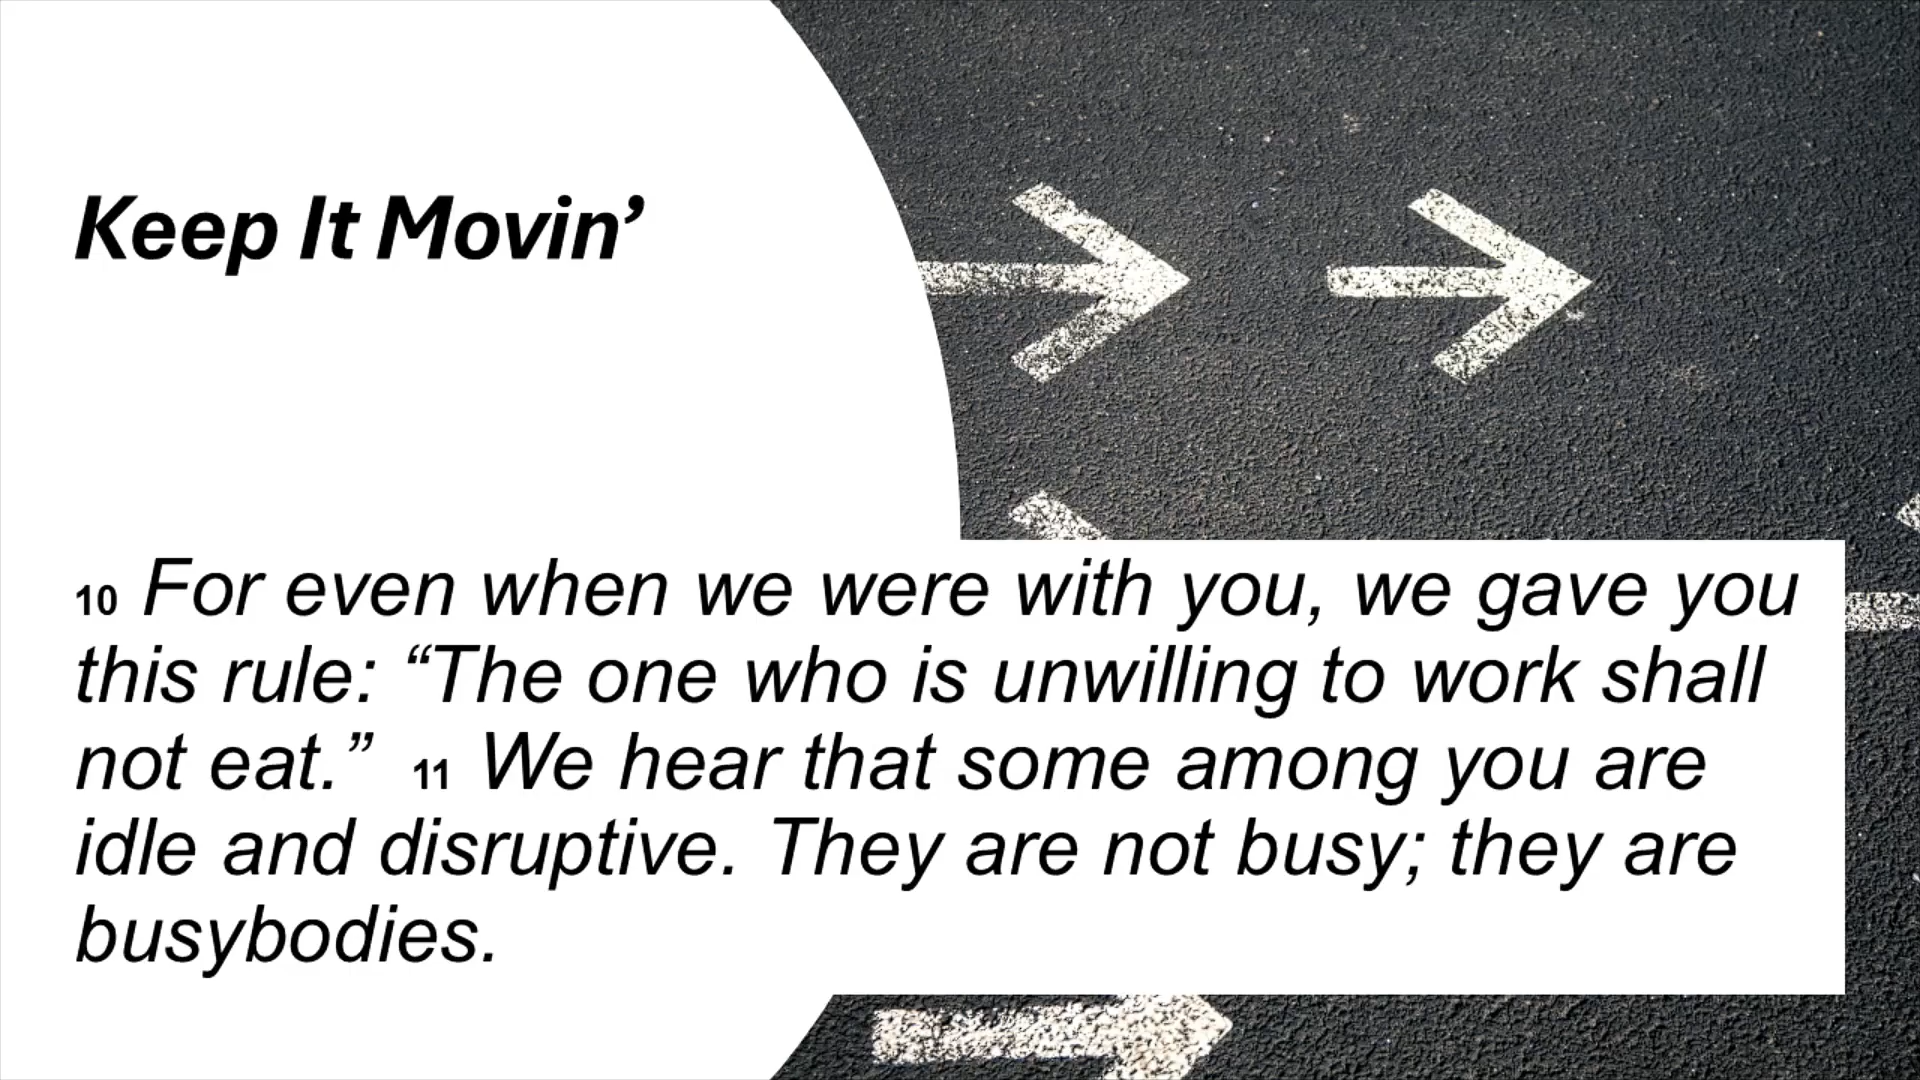 Keep It Movin’
10 For even when we were with you, we gave you
this rule: “The one who is unwilling to work shall
not eat.” 11 We hear that some among you are
idle and disruptive. They are not busy; they are
busybodies.